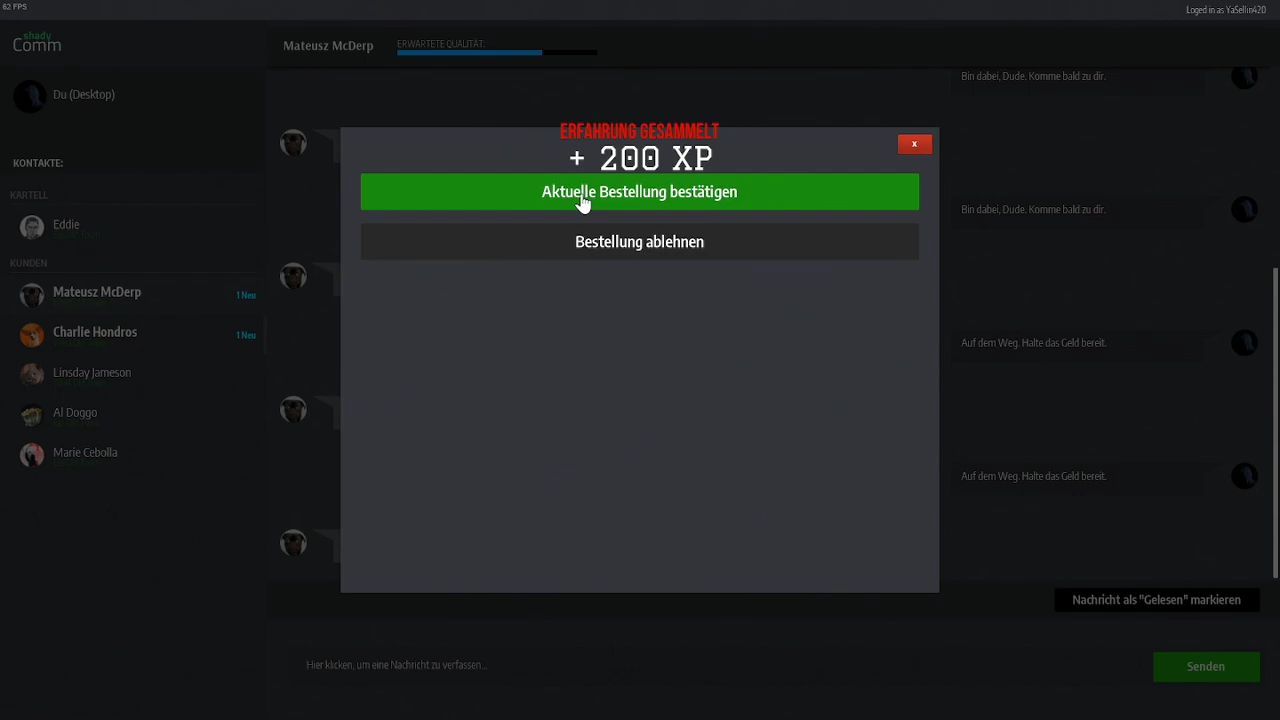 62 FPS
Loged in as YaSellin420
shady
Comm
Mateusz McDerp
ERWARTETE QUALITÄT:
Du (Desktop)
Bin dabei, Dude. Komme bald zu dir.
ERFAHRUNG GESAMMELT
+ 200 XP
x
KONTAKTE:
Aktuelle Bestellung bestätigen
KARTELL
Eddie
Bin dabei, Dude. Komme bald zu dir.
Bestellung ablehnen
KUNDEN
Mateusz McDerp
1 Neu
Charlie Hondros
1 Neu
Auf dem Weg. Halte das Geld bereit.
Linsday Jameson
Al Doggo
Marie Cebolla
Auf dem Weg. Halte das Geld bereit.
Nachricht als "Gelesen" markieren
Hier klicken, um eine Nachricht zu verfassen...
Senden